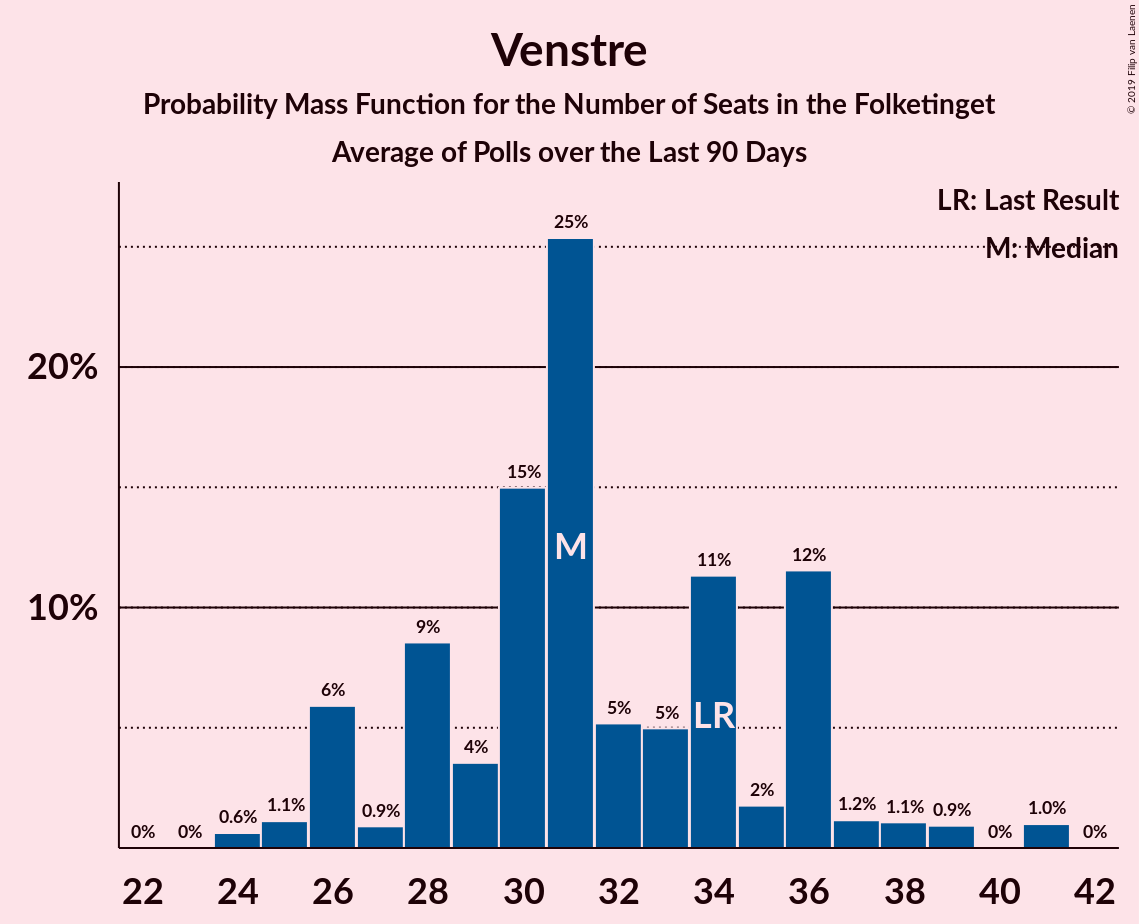 Venstre
Probability Mass Function for the Number of Seats in the Folketinget
Average of Polls over the Last 90 Days
© 2019 Filip van Laenen
LR: Last Result
M: Median
20%
10%
0%
0%
0.6%
1.1%
6%
0.9%
9%
4%
15%
25%
5%
5%
11%
2%
12%
1.2%
1.1%
0.9%
0%
1.0%
0%
M
LR
22 24 26 28 30 32 34 36 38 40 42